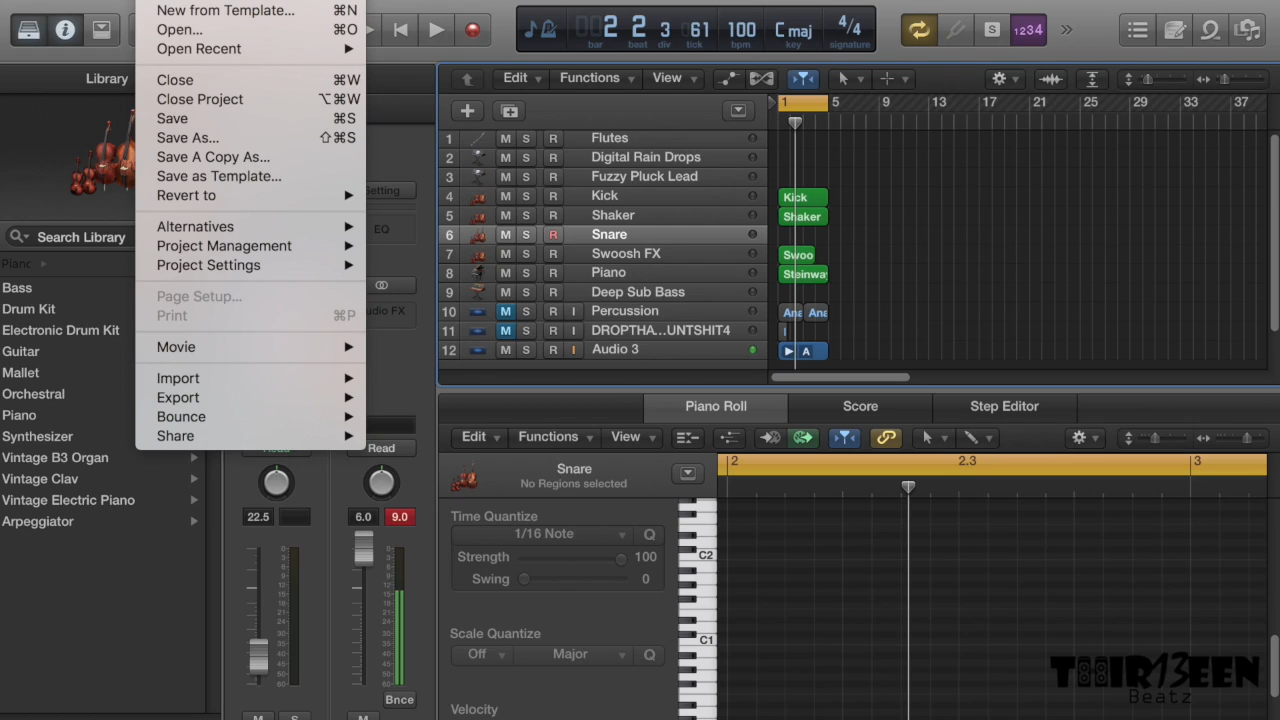 New from Template... ⌘N
Open... ⌘O
Open Recent
Close ⌘W
Close Project ⌥⌘W
Save ⌘S
Save As... ⇧⌘S
Save A Copy As...
Save as Template...
Revert to
Alternatives
Project Management
Project Settings
Page Setup...
Print ⌘P
Movie
Import
Export
Bounce
Share
Library
Search Library
Piano
Bass
Drum Kit
Electronic Drum Kit
Guitar
Mallet
Orchestral
Piano
Synthesizer
Vintage B3 Organ
Vintage Clav
Vintage Electric Piano
Arpeggiator
Setting
EQ
Audio FX
Read Read
22.5 6.0 9.0
Bnce
M S M
2 2 3 61 100 C maj 4/4
bar beat div tick bpm key signature
S 1234
Edit Functions View
1 5 9 13 17 21 25 29 33 37
1 M S R Flutes
2 M S R Digital Rain Drops
3 M S R Fuzzy Pluck Lead
4 M S R Kick Kick
5 M S R Shaker Shaker
6 M S R Snare
7 M S R Swoosh FX Swoo
8 M S R Piano Steinway
9 M S R Deep Sub Bass
10 M S R I Percussion Ana Ana
11 M S R I DROPTHA...UNTSHIT4
12 M S R I Audio 3 A
Piano Roll Score Step Editor
Edit Functions View
Snare
No Regions selected
2 2.3 3
Time Quantize
1/16 Note Q
Strength 100
Swing 0
Scale Quantize
Off Major Q
Velocity
C2
C1
THIR13EEN
Beatz